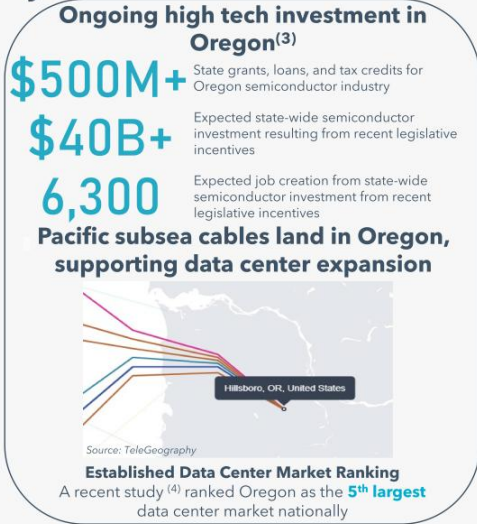 Ongoing high tech investment in
Oregon(3)
$500M+ State grants, loans, and tax credits for
Oregon semiconductor industry
$40B+ Expected state-wide semiconductor
investment resulting from recent legislative
incentives
6,300 Expected job creation from state-wide
semiconductor investment from recent
legislative incentives
Pacific subsea cables land in Oregon,
supporting data center expansion
Hillsboro, OR, United States
Source: TeleGeography
Established Data Center Market Ranking
A recent study (4) ranked Oregon as the 5th largest
data center market nationally